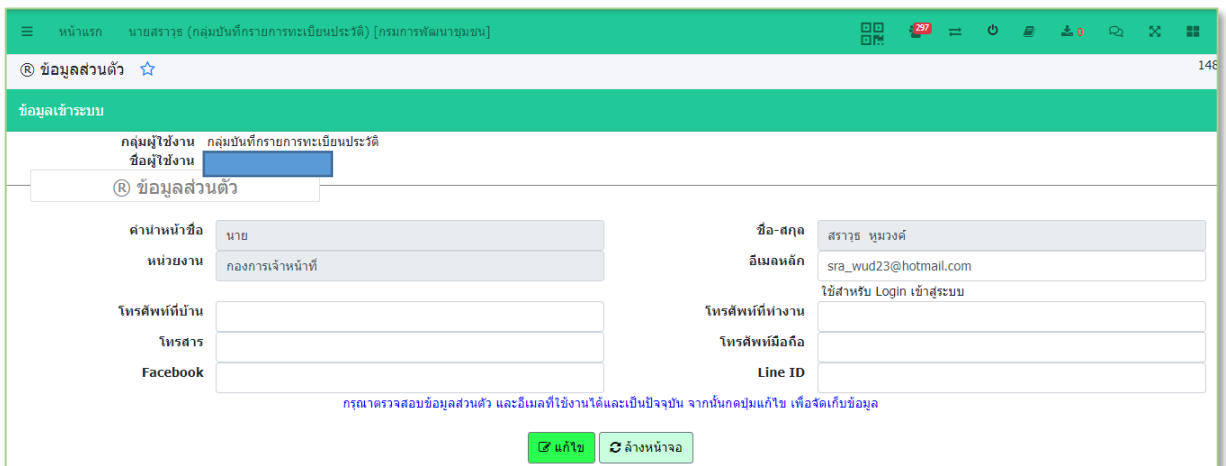 หน้าแรก นายสราวุธ (กลุ่มบันทึกรายการทะเบียนประวัติ) [กรมการพัฒนาชุมชน] 297 0
® ข้อมูลส่วนตัว 148
ข้อมูลเข้าระบบ
กลุ่มผู้ใช้งาน กลุ่มบันทึกรายการทะเบียนประวัติ
ชื่อผู้ใช้งาน
® ข้อมูลส่วนตัว
คำนำหน้าชื่อ นาย ชื่อ-สกุล สราวุธ หูมวงค์
หน่วยงาน กองการเจ้าหน้าที่ อีเมลหลัก sra_wud23@hotmail.com
ใช้สำหรับ Login เข้าสู่ระบบ
โทรศัพท์ที่บ้าน โทรศัพท์ที่ทำงาน
โทรสาร โทรศัพท์มือถือ
Facebook Line ID
กรุณาตรวจสอบข้อมูลส่วนตัว และอีเมลที่ใช้งานได้และเป็นปัจจุบัน จากนั้นกดปุ่มแก้ไข เพื่อจัดเก็บข้อมูล
แก้ไข ล้างหน้าจอ